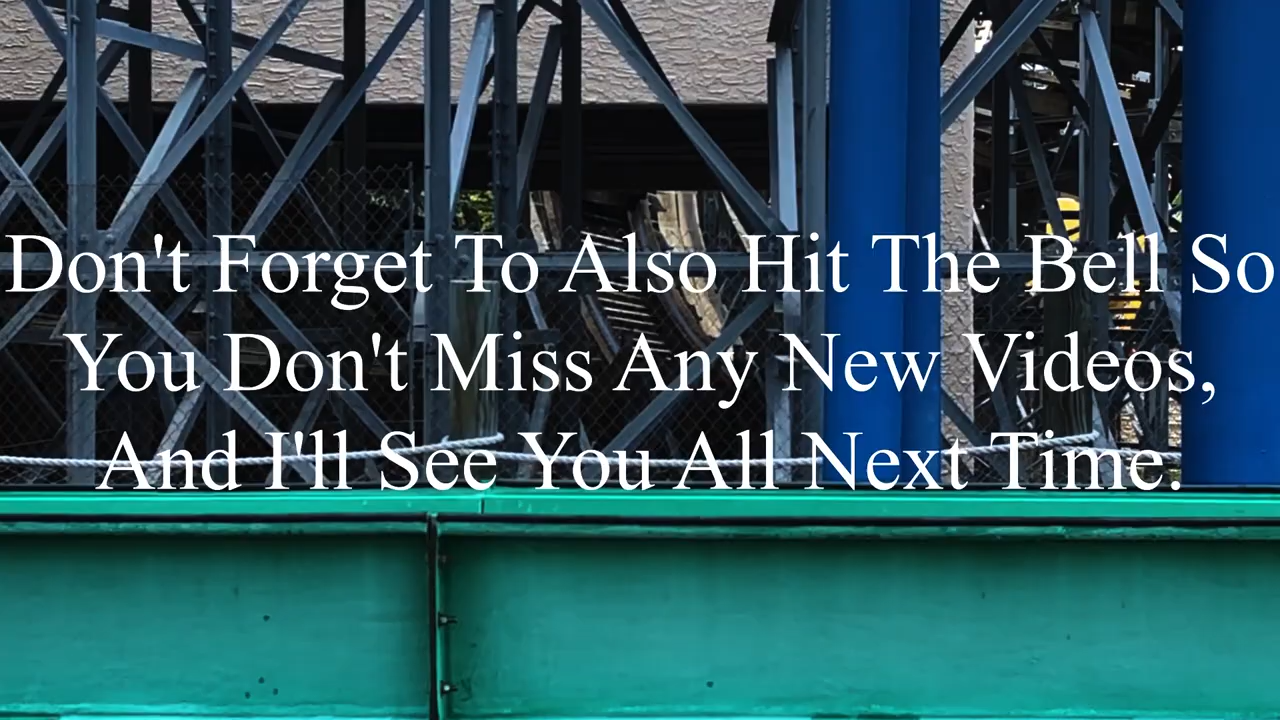 Don't Forget To Also Hit The Bell So
You Don't Miss Any New Videos,
And I'll See You All Next Time.